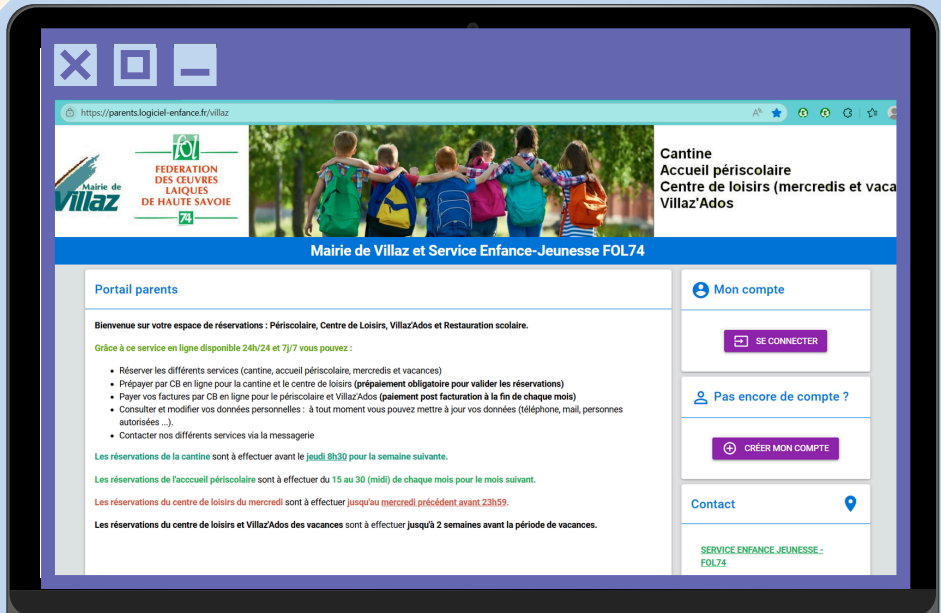 https://parents.logiciel-enfance.fr/villaz
Mairie de
Villaz
fol
FEDERATION
DES ŒUVRES
LAIQUES
DE HAUTE SAVOIE
74
Cantine
Accueil périscolaire
Centre de loisirs (mercredis et vaca
Villaz'Ados
Mairie de Villaz et Service Enfance-Jeunesse FOL74
Portail parents
Bienvenue sur votre espace de réservations : Périscolaire, Centre de Loisirs, Villaz'Ados et Restauration scolaire.
Grâce à ce service en ligne disponible 24h/24 et 7j/7 vous pouvez :
• Réserver les différents services (cantine, accueil périscolaire, mercredis et vacances)
• Prépayer par CB en ligne pour la cantine et le centre de loisirs (prépaiement obligatoire pour valider les réservations)
• Payer vos factures par CB en ligne pour le périscolaire et Villaz'Ados (paiement post facturation à la fin de chaque mois)
• Consulter et modifier vos données personnelles : à tout moment vous pouvez mettre à jour vos données (téléphone, mail, personnes
autorisées ...).
• Contacter nos différents services via la messagerie
Les réservations de la cantine sont à effectuer avant le jeudi 8h30 pour la semaine suivante.
Les réservations de l'acccueil périscolaire sont à effectuer du 15 au 30 (midi) de chaque mois pour le mois suivant.
Les réservations du centre de loisirs du mercredi sont à effectuer jusqu'au mercredi précédent avant 23h59.
Les réservations du centre de loisirs et Villaz'Ados des vacances sont à effectuer jusqu'à 2 semaines avant la période de vacances.
Mon compte
SE CONNECTER
Pas encore de compte ?
CRÉER MON COMPTE
Contact
SERVICE ENFANCE JEUNESSE -
FOL74